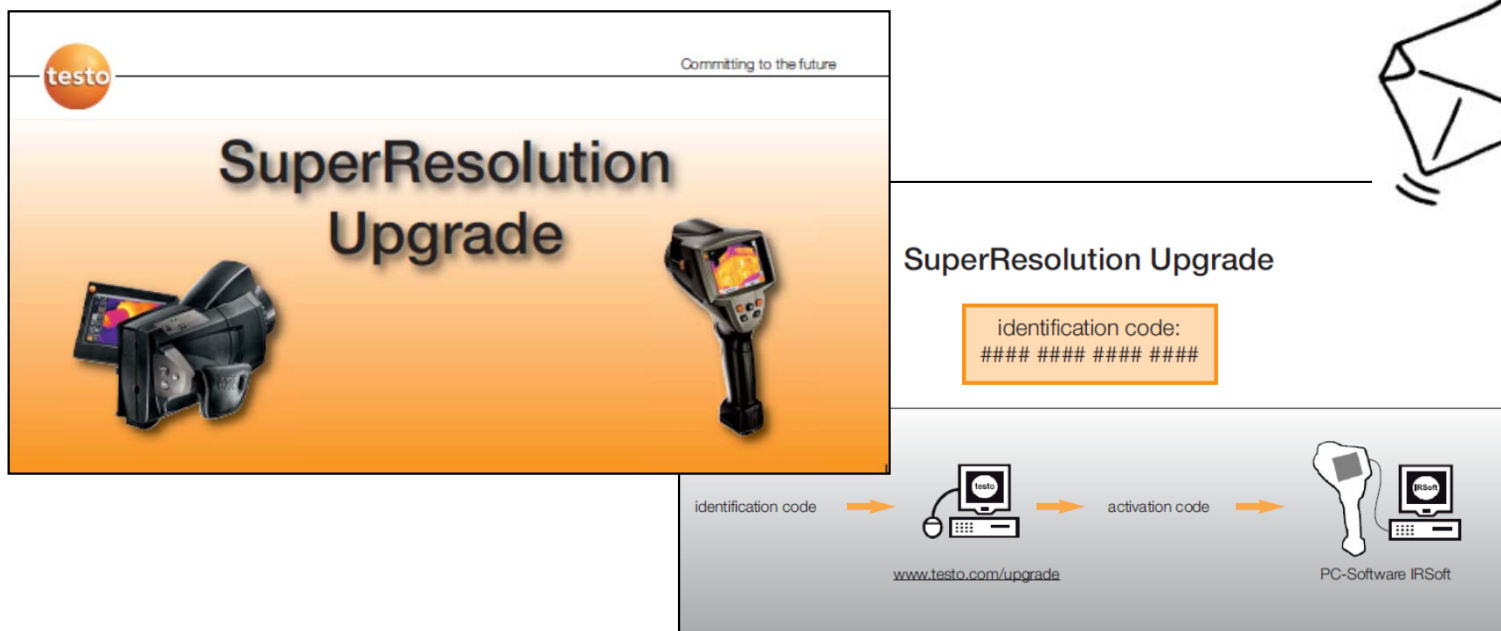 testo
Committing to the future
SuperResolution
Upgrade
SuperResolution Upgrade
identification code:
#### #### #### ####
identification code
testo
activation code
IRSoft
www.testo.com/upgrade
PC-Software IRSoft